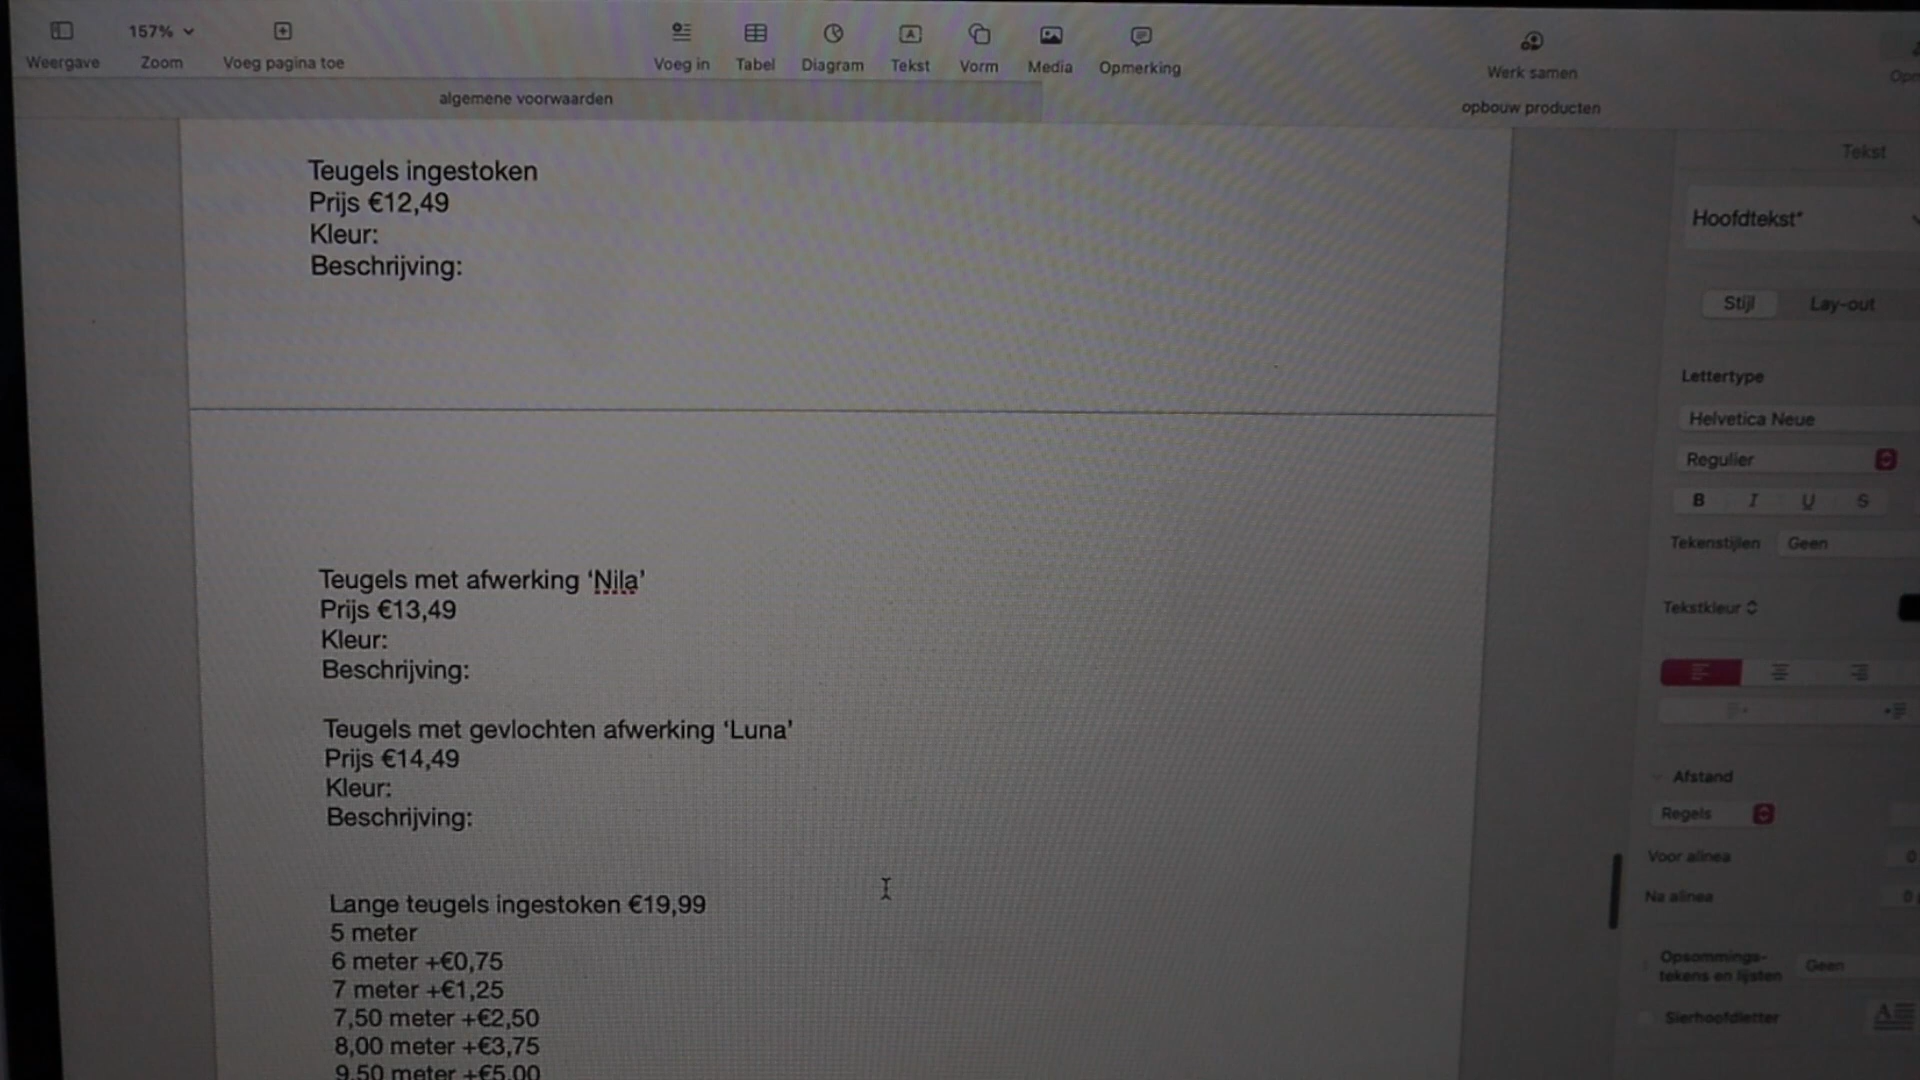 157%
Weergave
Zoom
Voeg pagina toe
Voeg in
Tabel
Diagram
Tekst
Vorm
Media
Opmerking
Werk samen
algemene voorwaarden
opbouw producten
Teugels ingestoken
Prijs €12,49
Kleur:
Beschrijving:
Teugels met afwerking ‘Nila’
Prijs €13,49
Kleur:
Beschrijving:
Teugels met gevlochten afwerking ‘Luna’
Prijs €14,49
Kleur:
Beschrijving:
Lange teugels ingestoken €19,99
5 meter
6 meter +€0,75
7 meter +€1,25
7,50 meter +€2,50
8,00 meter +€3,75
9,50 meter +€5,00
Tekst
Hoofdtekst*
Stijl
Lay-out
Lettertype
Helvetica Neue
Regulier
B I U S
Tekenstijlen Geen
Tekstkleur
Afstand
Regels
Voor alinea 0
Na alinea 0
Opsommings-
tekens en lijsten Geen
Sierhoofdletter